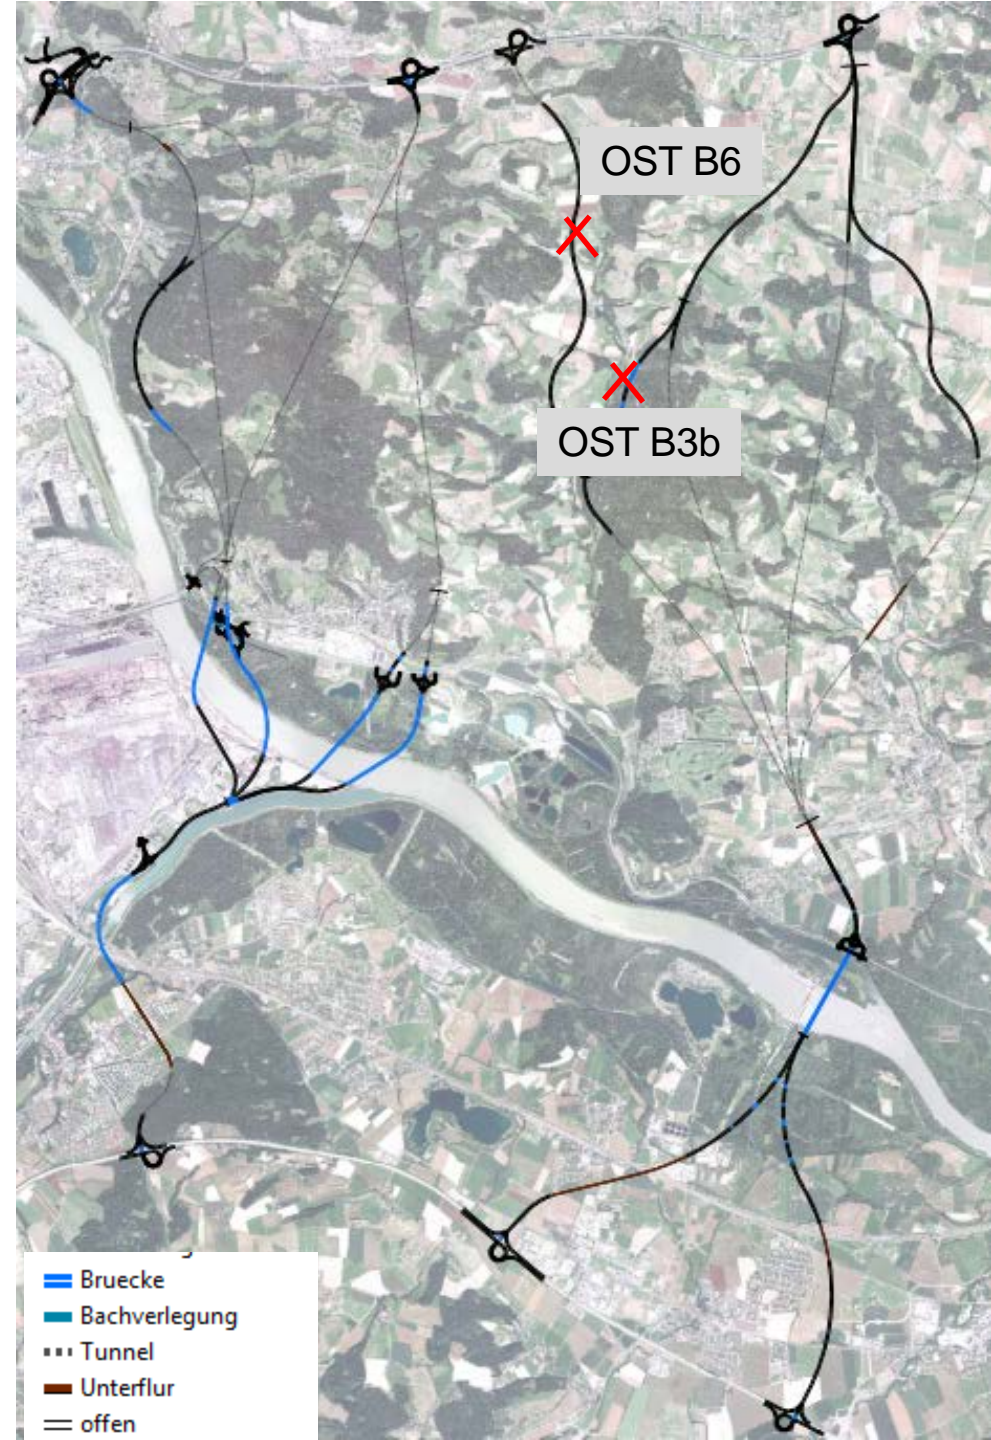 OST B6
OST B3b
Bruecke
Bachverlegung
Tunnel
Unterflur
offen